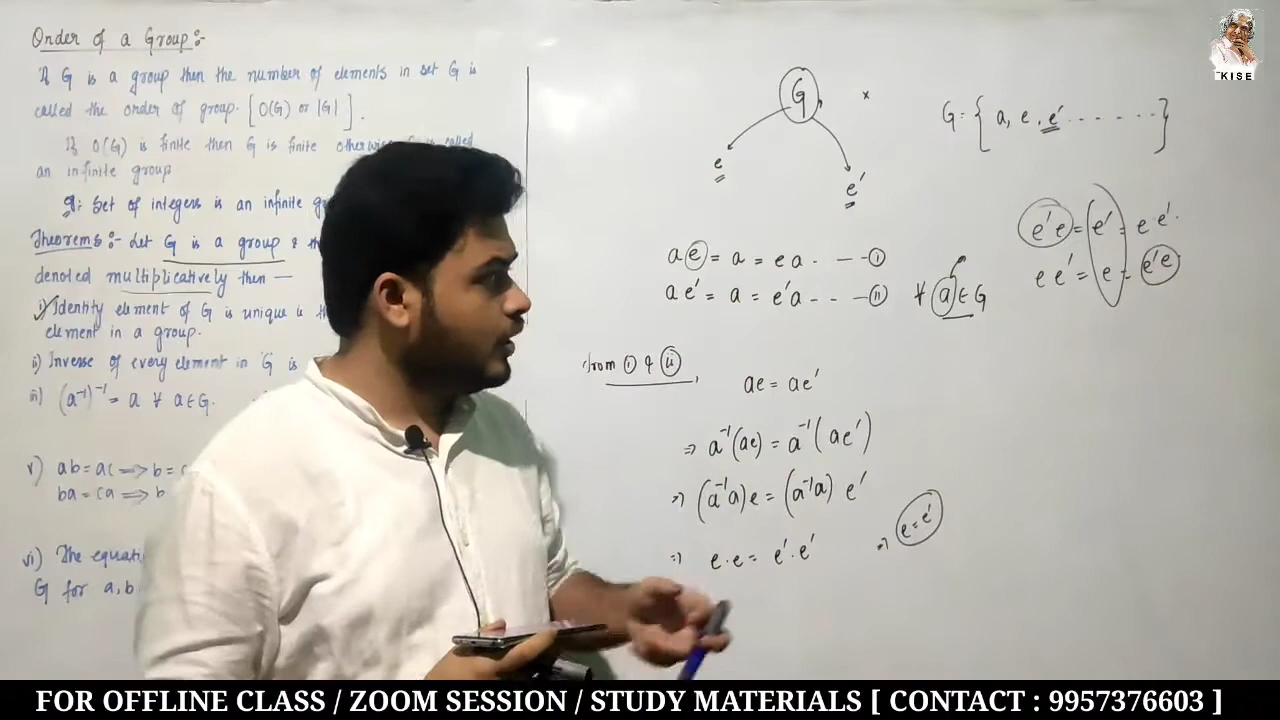 Order of a Group:-
If G is a group then the number of elements in set G is
called the order of group. [O(G) or |G|].
If O(G) is finite then G is finite otherwise is called
an infinite group
Eg: Set of integers is an infinite
Theorems:- Let G is a group &
denoted multiplicatively then —
i) Identity element of G is unique
element in a group.
ii) Inverse of every element in G is
iii) (a⁻¹)⁻¹ = a ∀ a∈G.
v) ab = ac ⟹ b = c
ba = ca ⟹ b
vi) The
G for a, b
G
×
e
e'
G = { a, e, e' . . . . . . . }
ae = a = ea . — — (i)
ae' = a = e'a - - — (ii)
∀ a ∈ G
e'e = e' = e e'.
e e' = e = e'e
from (i) & (ii),
ae = ae'
⇒ a⁻¹(ae) = a⁻¹(ae')
⇒ (a⁻¹a)e = (a⁻¹a) e'
⇒ e.e = e'.e'
⇒ e = e'
KISE
FOR OFFLINE CLASS / ZOOM SESSION / STUDY MATERIALS [ CONTACT : 9957376603 ]